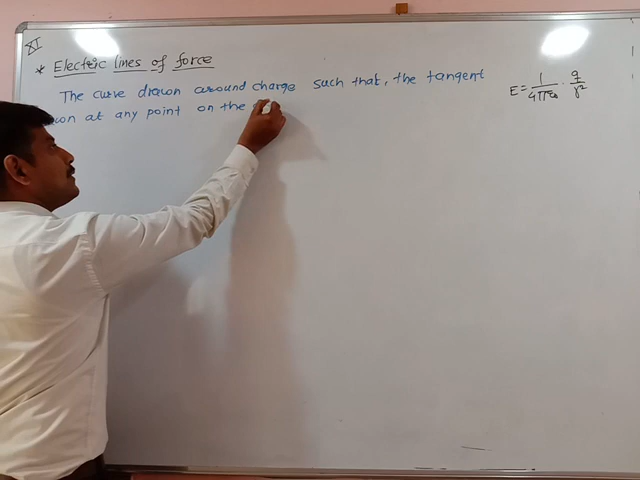 XI
* Electric lines of force
The curve drawn around charge such that, the tangent
wn at any point on the
E = 1/4πε₀ · q/r²